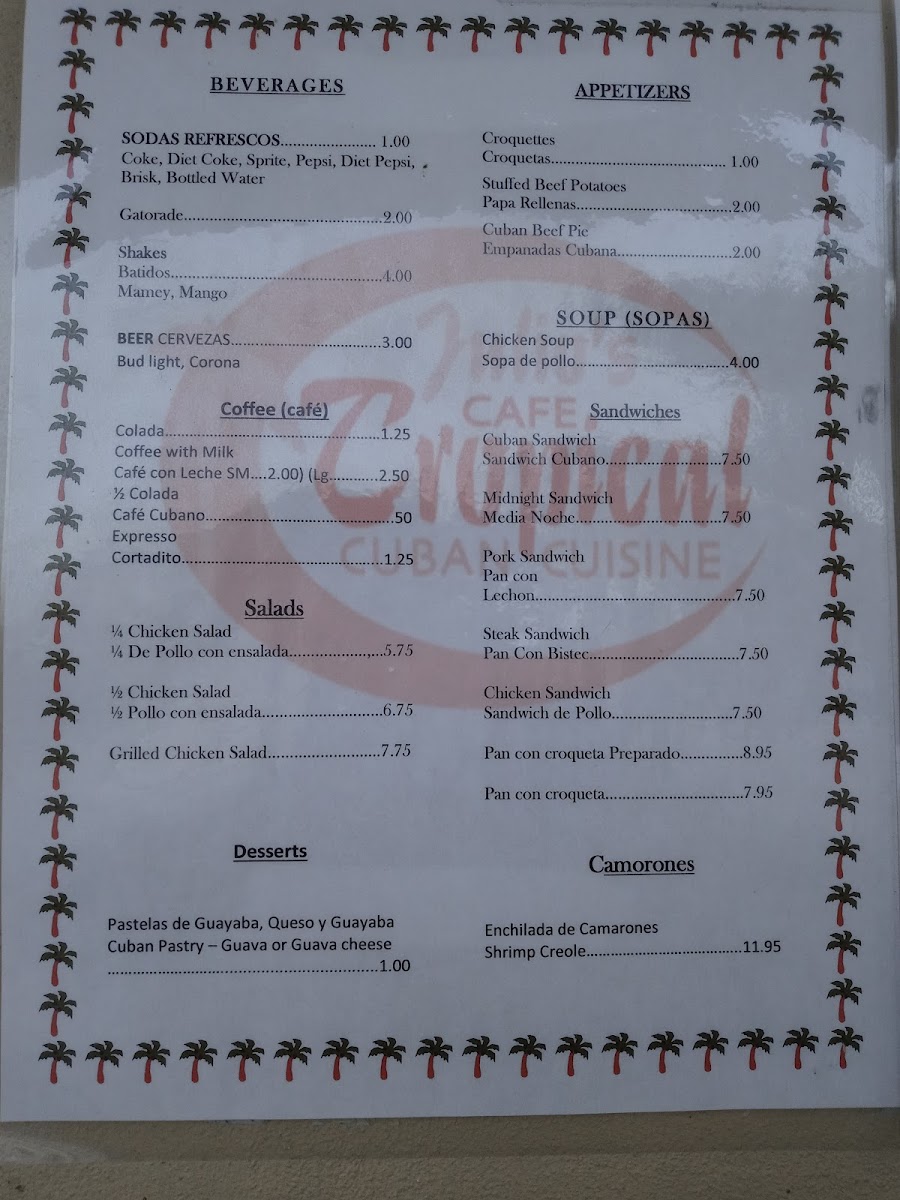 BEVERAGES
SODAS REFRESCOS....................... 1.00
Coke, Diet Coke, Sprite, Pepsi, Diet Pepsi,
Brisk, Bottled Water
Gatorade................................................2.00
Shakes
Batidos...................................................4.00
Mamey, Mango
BEER CERVEZAS....................................3.00
Bud light, Corona
Coffee (café)
Colada....................................................1.25
Coffee with Milk
Café con Leche SM....2.00) (Lg............2.50
½ Colada
Café Cubano.............................................50
Expresso
Cortadito.................................................1.25
Salads
¼ Chicken Salad
¼ De Pollo con ensalada..................,...5.75
½ Chicken Salad
½ Pollo con ensalada............................6.75
Grilled Chicken Salad..........................7.75
Desserts
Pastelas de Guayaba, Queso y Guayaba
Cuban Pastry – Guava or Guava cheese
..............................................................1.00
APPETIZERS
Croquettes
Croquetas.......................................... 1.00
Stuffed Beef Potatoes
Papa Rellenas.....................................2.00
Cuban Beef Pie
Empanadas Cubana...........................2.00
SOUP (SOPAS)
Chicken Soup
Sopa de pollo....................................4.00
Sandwiches
Cuban Sandwich
Sandwich Cubano...........................7.50
Midnight Sandwich
Media Noche..................................7.50
Pork Sandwich
Pan con
Lechon...............................................7.50
Steak Sandwich
Pan Con Bistec...................................7.50
Chicken Sandwich
Sandwich de Pollo............................7.50
Pan con croqueta Preparado...............8.95
Pan con croqueta................................7.95
Camorones
Enchilada de Camarones
Shrimp Creole....................................11.95
CAFE
Tropical
CUBAN CUISINE